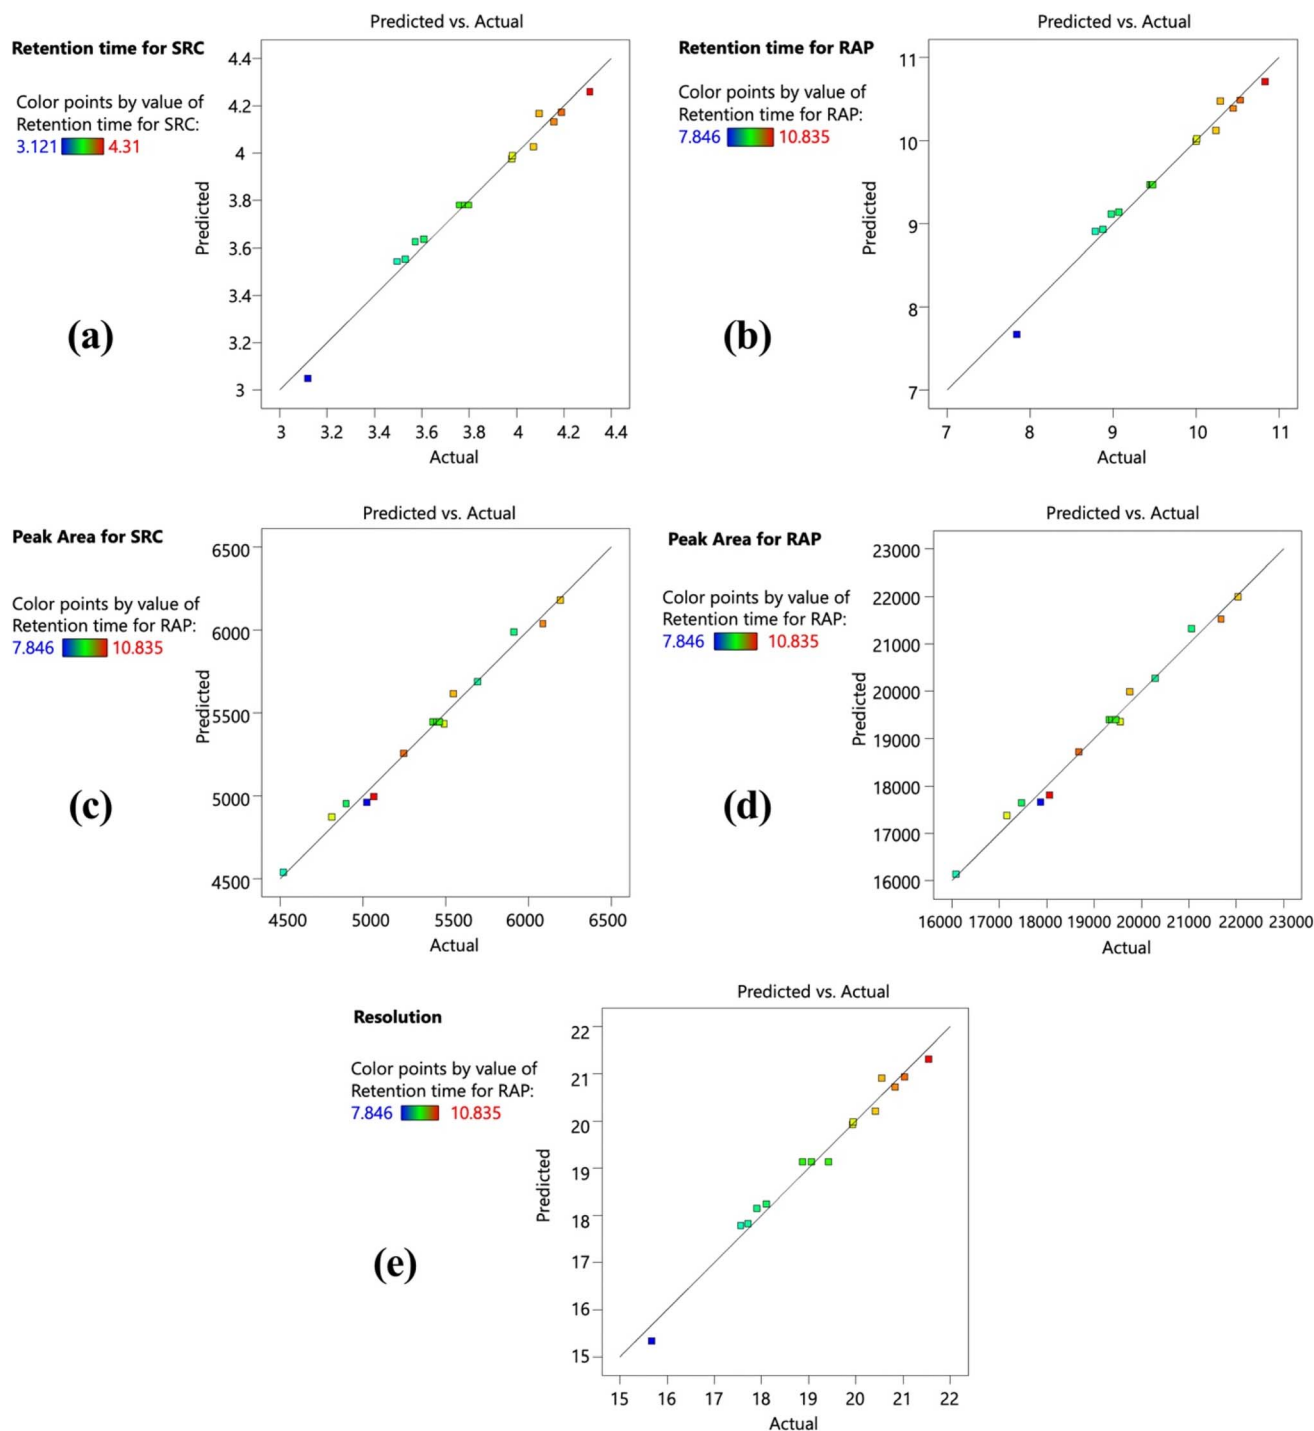 Predicted vs. Actual
Retention time for SRC
Color points by value of
Retention time for SRC:
3.121 4.31
4.4
4.2
4
3.8
3.6
3.4
3.2
3
Predicted
(a)
3 3.2 3.4 3.6 3.8 4 4.2 4.4
Actual
Predicted vs. Actual
Retention time for RAP
Color points by value of
Retention time for RAP:
7.846 10.835
11
10
9
8
7
Predicted
(b)
7 8 9 10 11
Actual
Predicted vs. Actual
Peak Area for SRC
Color points by value of
Retention time for RAP:
7.846 10.835
6500
6000
5500
5000
4500
Predicted
(c)
4500 5000 5500 6000 6500
Actual
Predicted vs. Actual
Peak Area for RAP
Color points by value of
Retention time for RAP:
7.846 10.835
23000
22000
21000
20000
19000
18000
17000
16000
Predicted
(d)
16000 17000 18000 19000 20000 21000 22000 23000
Actual
Predicted vs. Actual
Resolution
Color points by value of
Retention time for RAP:
7.846 10.835
22
21
20
19
18
17
16
15
Predicted
(e)
15 16 17 18 19 20 21 22
Actual